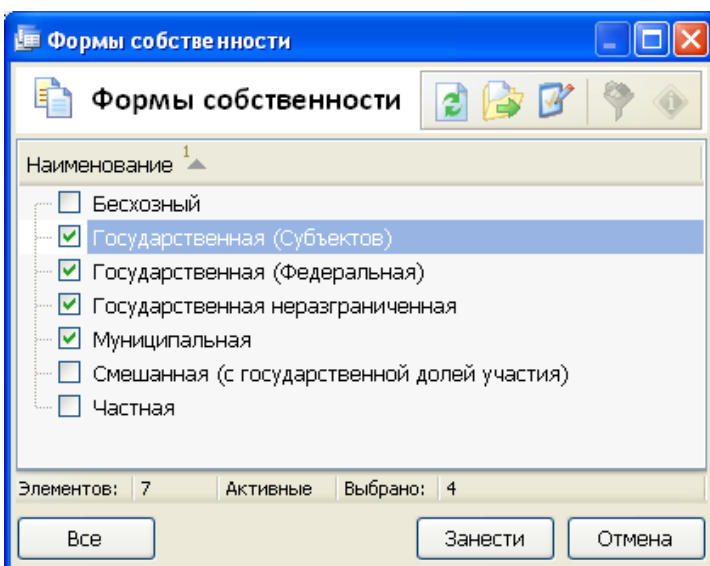 Формы собственности
Формы собственности
Наименование 1
Бесхозный
Государственная (Субъектов)
Государственная (Федеральная)
Государственная неразграниченная
Муниципальная
Смешанная (с государственной долей участия)
Частная
Элементов: 7 Активные Выбрано: 4
Все Занести Отмена